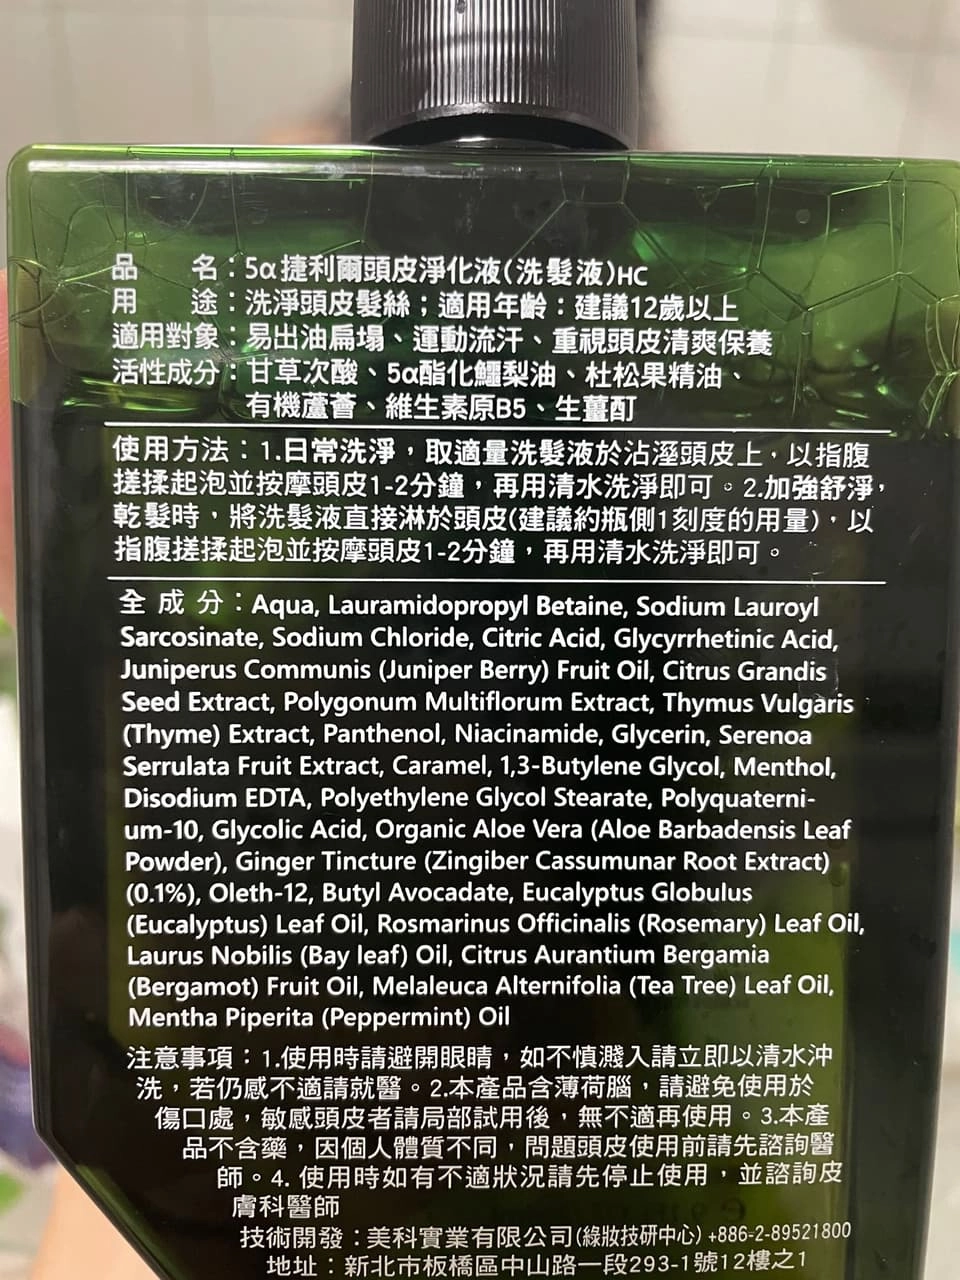 品　　名：5α捷利爾頭皮淨化液(洗髮液)HC
用　　途：洗淨頭皮髮絲；適用年齡：建議12歲以上
適用對象：易出油扁塌、運動流汗、重視頭皮清爽保養
活性成分：甘草次酸、5α酯化鱷梨油、杜松果精油、
有機蘆薈、維生素原B5、生薑酊
使用方法：1.日常洗淨，取適量洗髮液於沾溼頭皮上，以指腹
搓揉起泡並按摩頭皮1-2分鐘，再用清水洗淨即可。2.加強舒淨，
乾髮時，將洗髮液直接淋於頭皮(建議約瓶側1刻度的用量)，以
指腹搓揉起泡並按摩頭皮1-2分鐘，再用清水洗淨即可。
全 成 分：Aqua, Lauramidopropyl Betaine, Sodium Lauroyl
Sarcosinate, Sodium Chloride, Citric Acid, Glycyrrhetinic Acid,
Juniperus Communis (Juniper Berry) Fruit Oil, Citrus Grandis
Seed Extract, Polygonum Multiflorum Extract, Thymus Vulgaris
(Thyme) Extract, Panthenol, Niacinamide, Glycerin, Serenoa
Serrulata Fruit Extract, Caramel, 1,3-Butylene Glycol, Menthol,
Disodium EDTA, Polyethylene Glycol Stearate, Polyquaterni-
um-10, Glycolic Acid, Organic Aloe Vera (Aloe Barbadensis Leaf
Powder), Ginger Tincture (Zingiber Cassumunar Root Extract)
(0.1%), Oleth-12, Butyl Avocadate, Eucalyptus Globulus
(Eucalyptus) Leaf Oil, Rosmarinus Officinalis (Rosemary) Leaf Oil,
Laurus Nobilis (Bay leaf) Oil, Citrus Aurantium Bergamia
(Bergamot) Fruit Oil, Melaleuca Alternifolia (Tea Tree) Leaf Oil,
Mentha Piperita (Peppermint) Oil
注意事項：1.使用時請避開眼睛，如不慎濺入請立即以清水沖
洗，若仍感不適請就醫。2.本產品含薄荷腦，請避免使用於
傷口處，敏感頭皮者請局部試用後，無不適再使用。3.本產
品不含藥，因個人體質不同，問題頭皮使用前請先諮詢醫
師。4. 使用時如有不適狀況請先停止使用，並諮詢皮
膚科醫師
技術開發：美科實業有限公司(綠妝技研中心) +886-2-89521800
地址：新北市板橋區中山路一段293-1號12樓之1